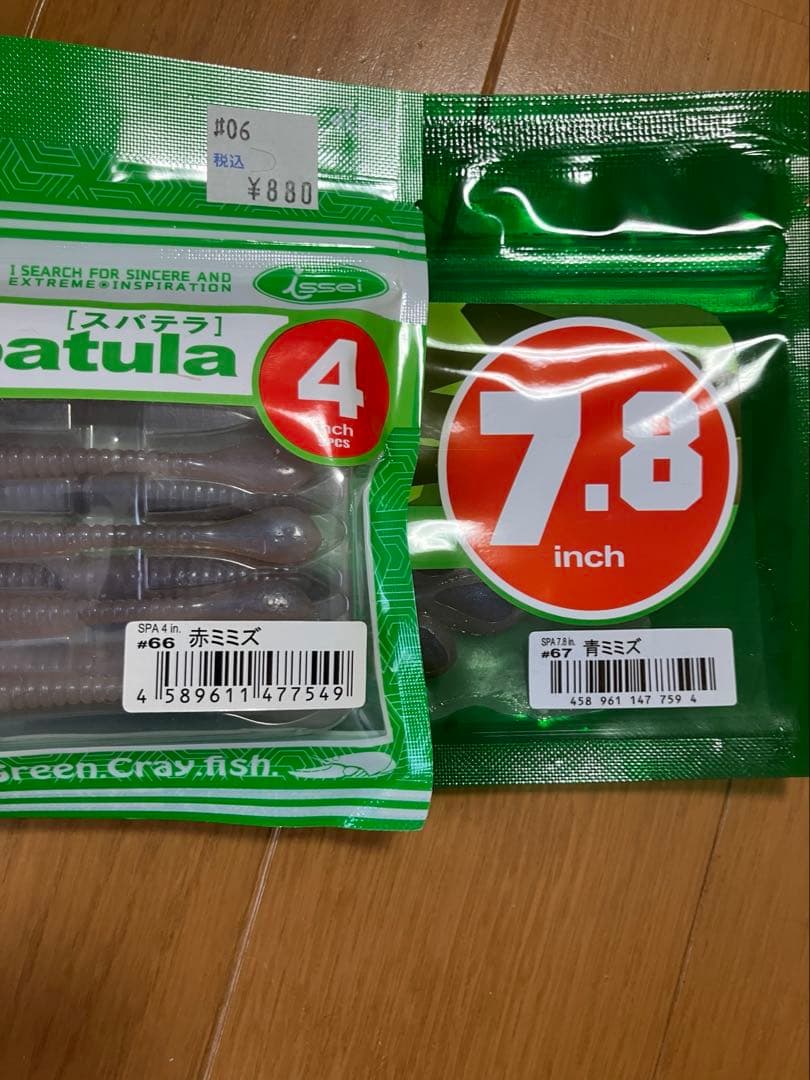 #06
税込
¥880
I SEARCH FOR SINCERE AND
EXTREME INSPIRATION
issei
[スパテラ]
patula
4
inch
PCS
SPA 4 in.
#66 赤ミミズ
4 589611 477549
Green.Cray.fish.
7.8
inch
SPA 7.8 in.
#67 青ミミズ
458 961 147 759 4